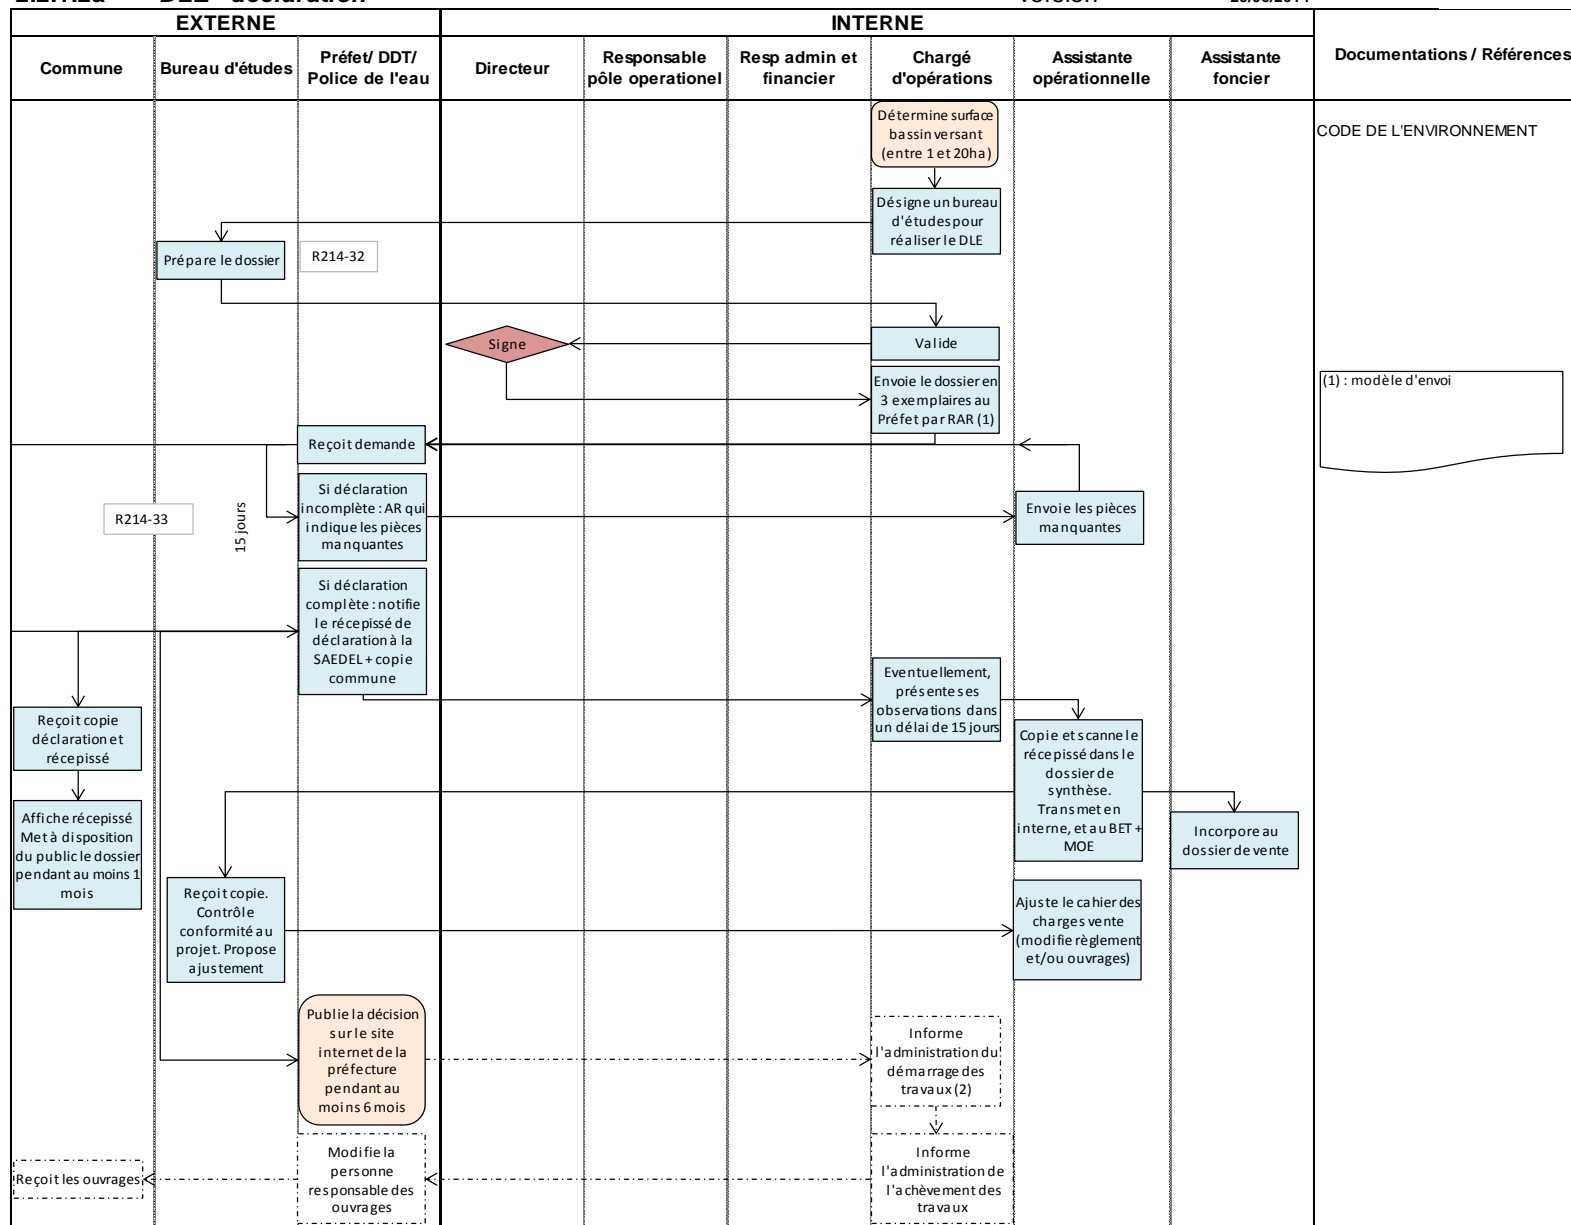 DLE - déclaration
EXTERNE
INTERNE
Commune
Bureau d'études
Préfet/ DDT/
Police de l'eau
Directeur
Responsable
pôle operationel
Resp admin et
financier
Chargé
d'opérations
Assistante
opérationnelle
Assistante
foncier
Documentations / Références
Détermine surface
bassin versant
(entre 1 et 20ha)
CODE DE L'ENVIRONNEMENT
Désigne un bureau
d'études pour
réaliser le DLE
Prépare le dossier
R214-32
Signe
Valide
Envoie le dossier en
3 exemplaires au
Préfet par RAR (1)
(1) : modèle d'envoi
Reçoit demande
Si déclaration
incomplète : AR qui
indique les pièces
manquantes
R214-33
15 jours
Envoie les pièces
manquantes
Si déclaration
complète : notifie
le récepissé de
déclaration à la
SAEDEL + copie
commune
Eventuellement,
présente ses
observations dans
un délai de 15 jours
Reçoit copie
déclaration et
récepissé
Copie et scanne le
récepissé dans le
dossier de
synthèse.
Transmet en
interne, et au BET +
MOE
Affiche récepissé
Met à disposition
du public le dossier
pendant au moins 1
mois
Incorpore au
dossier de vente
Reçoit copie.
Contrôle
conformité au
projet. Propose
ajustement
Ajuste le cahier des
charges vente
(modifie règlement
et/ou ouvrages)
Publie la décision
sur le site
internet de la
préfecture
pendant au
moins 6 mois
Informe
l'administration du
démarrage des
travaux (2)
Reçoit les ouvrages
Modifie la
personne
responsable des
ouvrages
Informe
l'administration de
l'achèvement des
travaux